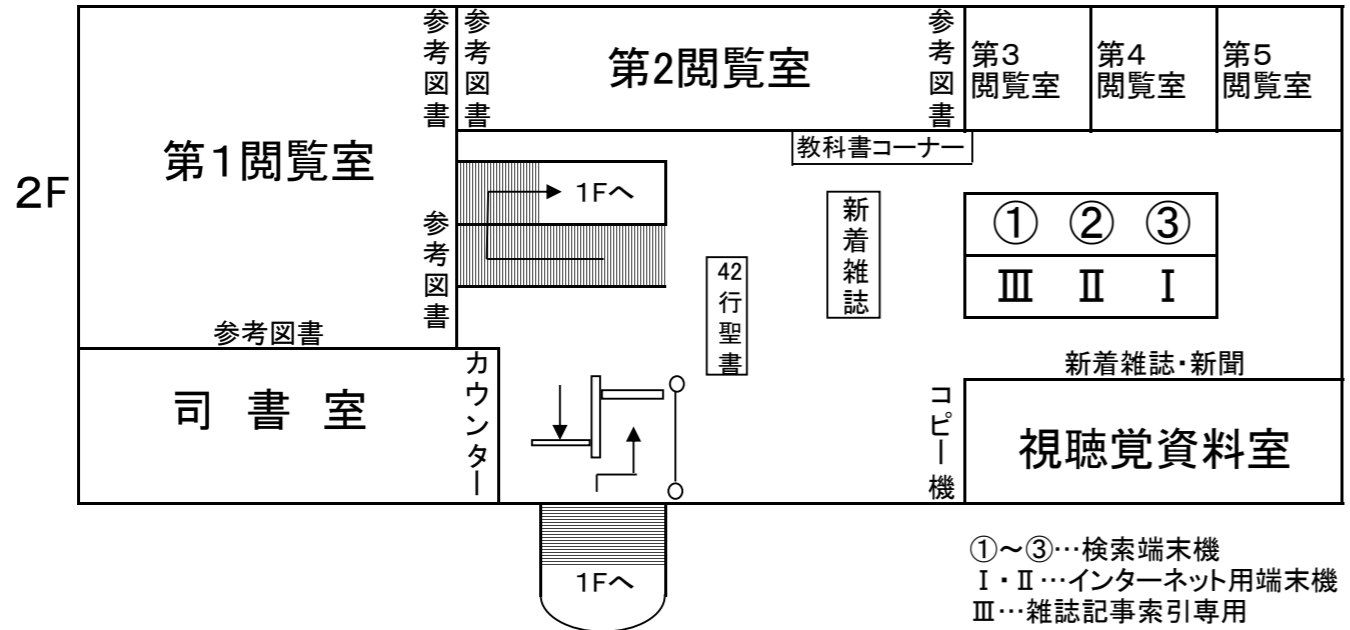 2F
参考図書
参考図書
第2閲覧室
参考図書
第3
閲覧室
第4
閲覧室
第5
閲覧室
第1閲覧室
教科書コーナー
1Fへ
新着雑誌
① ② ③
Ⅲ Ⅱ Ⅰ
参考図書
42行聖書
参考図書
新着雑誌・新聞
司書室
カウンター
コピー機
視聴覚資料室
1Fへ
①~③…検索端末機
Ⅰ・Ⅱ…インターネット用端末機
Ⅲ…雑誌記事索引専用